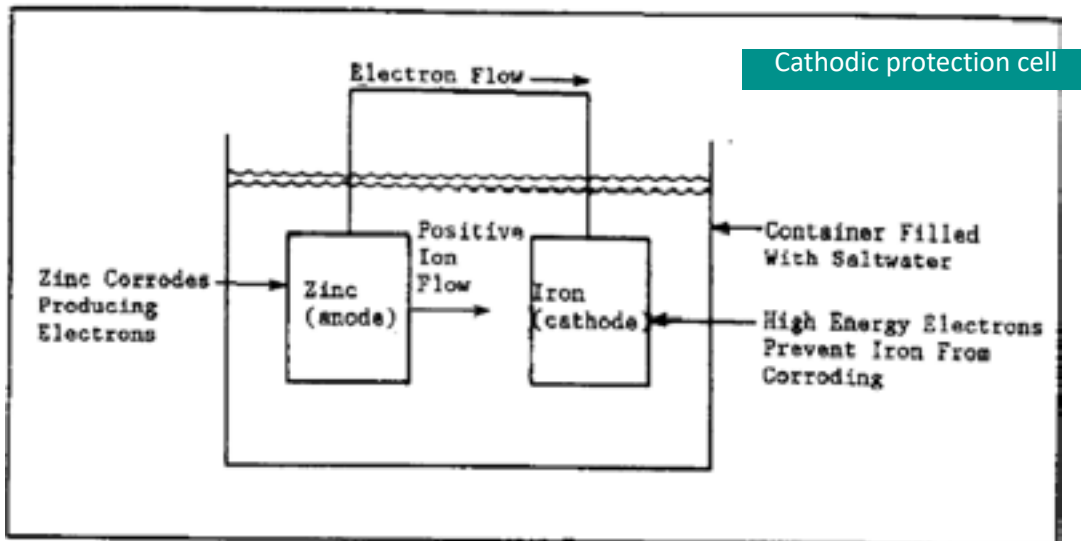 Cathodic protection cell
Electron Flow
Positive
Ion
Flow
Container Filled
With Saltwater
Zinc Corrodes
Producing
Electrons
Zinc
(anode)
Iron
(cathode)
High Energy Electrons
Prevent Iron From
Corroding